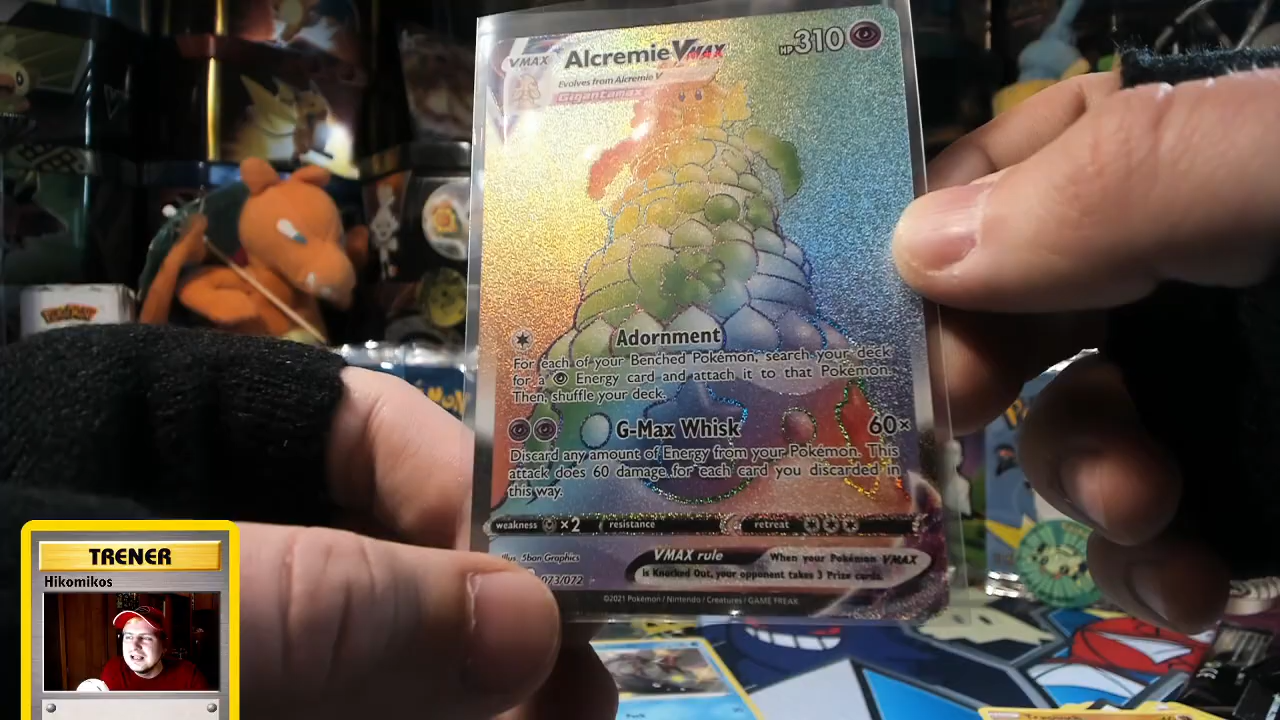 VMAX
Alcremie VMAX
HP 310
Evolves from Alcremie V
Gigantamax
Adornment
For each of your Benched Pokémon, search your deck
for a Energy card and attach it to that Pokémon.
Then, shuffle your deck.
G-Max Whisk 60×
Discard any amount of Energy from your Pokémon. This
attack does 60 damage for each card you discarded in
this way.
weakness ×2 resistance retreat
Illus. 5ban Graphics
073/072
VMAX rule
When your Pokémon VMAX
is Knocked Out, your opponent takes 3 Prize cards.
©2021 Pokémon / Nintendo / Creatures / GAME FREAK
TRENER
Hikomikos
POKÉMON